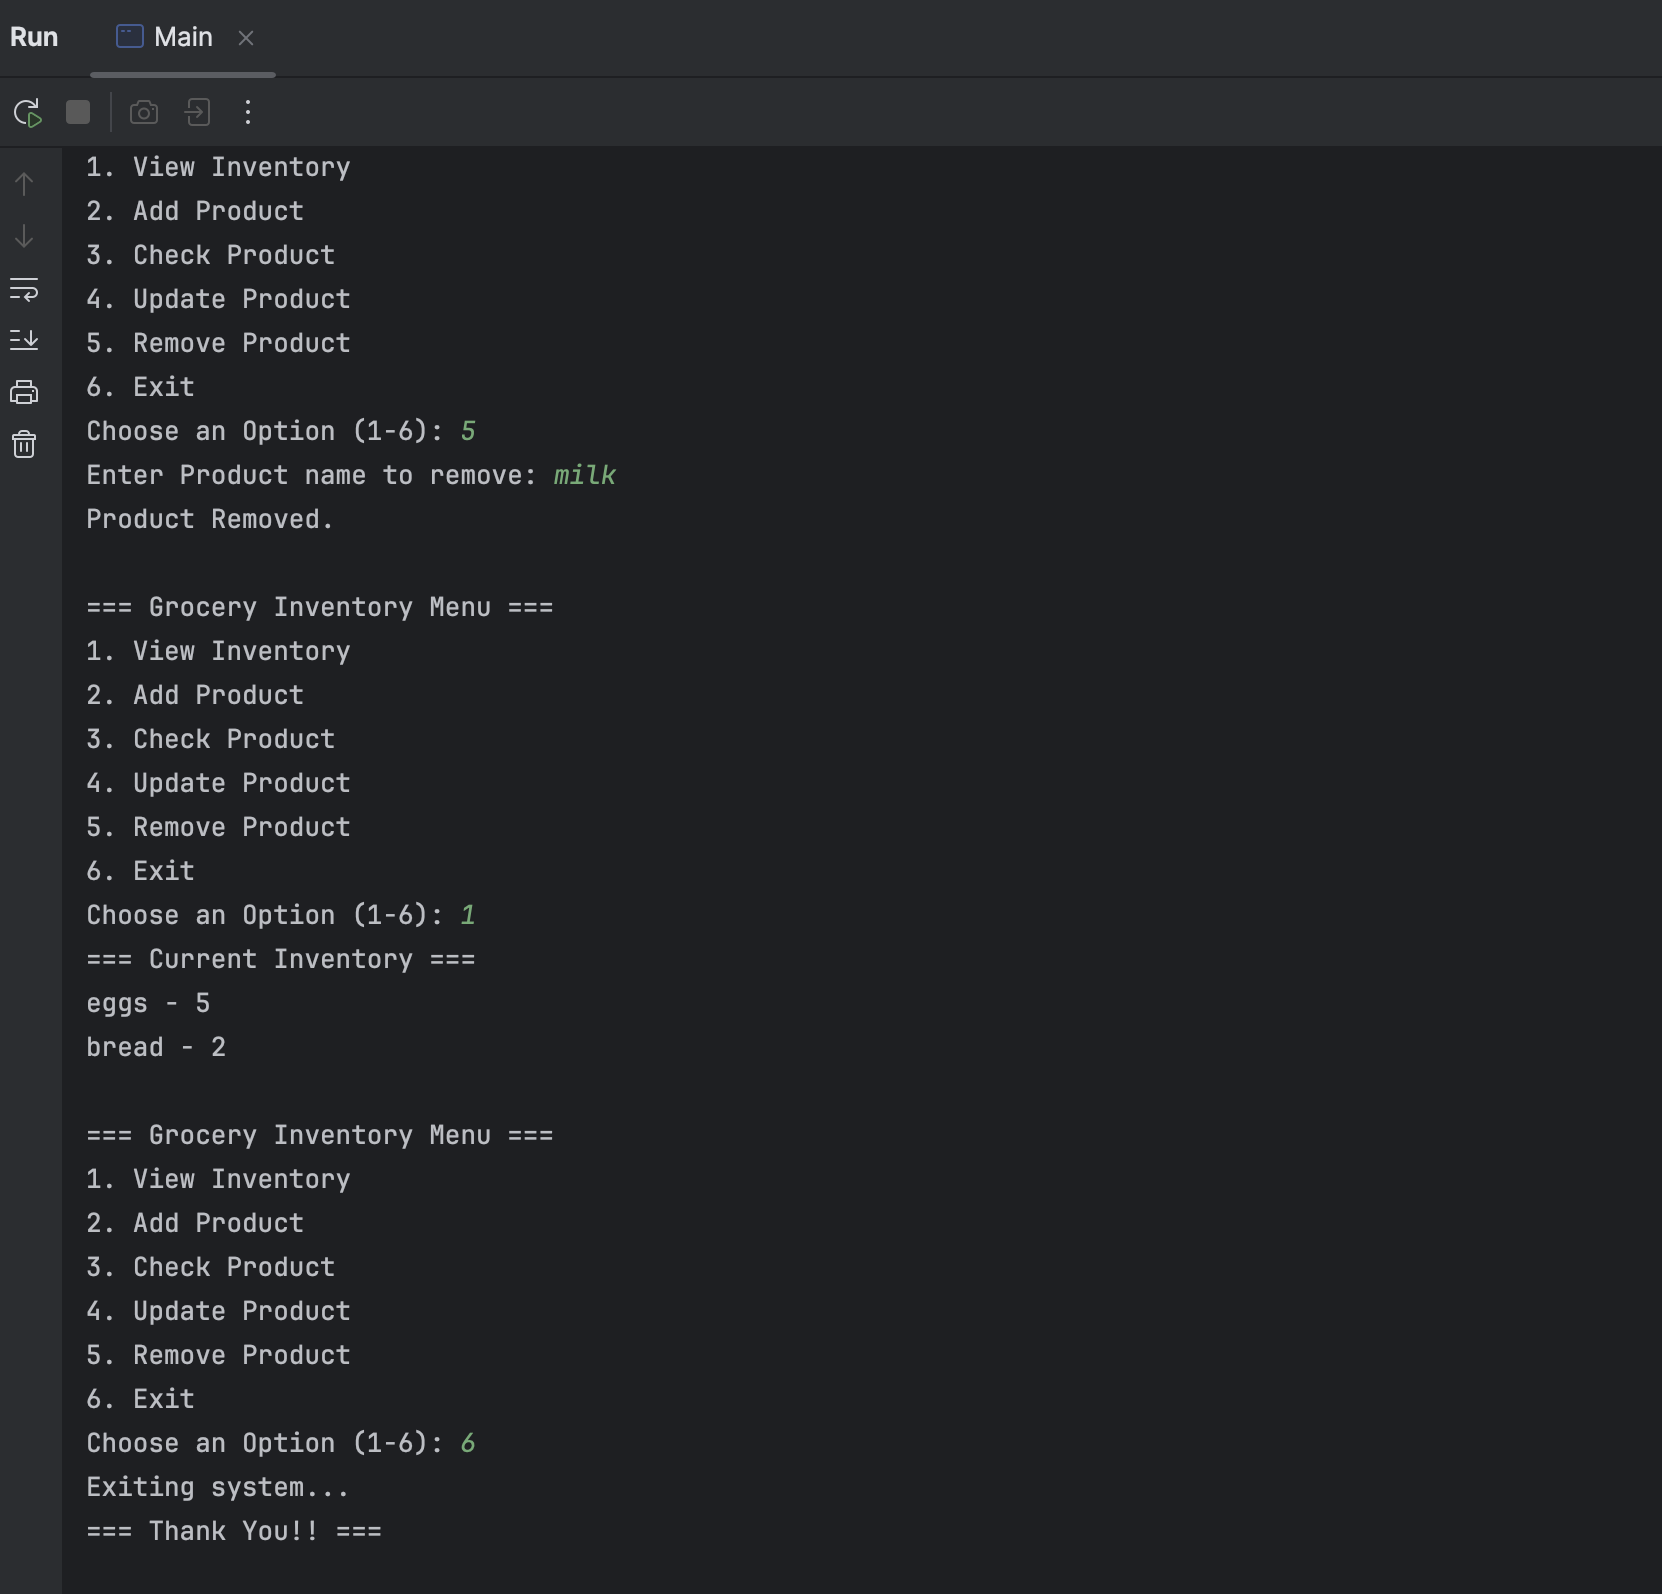 Run Main
1. View Inventory
2. Add Product
3. Check Product
4. Update Product
5. Remove Product
6. Exit
Choose an Option (1-6): 5
Enter Product name to remove: milk
Product Removed.
=== Grocery Inventory Menu ===
1. View Inventory
2. Add Product
3. Check Product
4. Update Product
5. Remove Product
6. Exit
Choose an Option (1-6): 1
=== Current Inventory ===
eggs - 5
bread - 2
=== Grocery Inventory Menu ===
1. View Inventory
2. Add Product
3. Check Product
4. Update Product
5. Remove Product
6. Exit
Choose an Option (1-6): 6
Exiting system...
=== Thank You!! ===